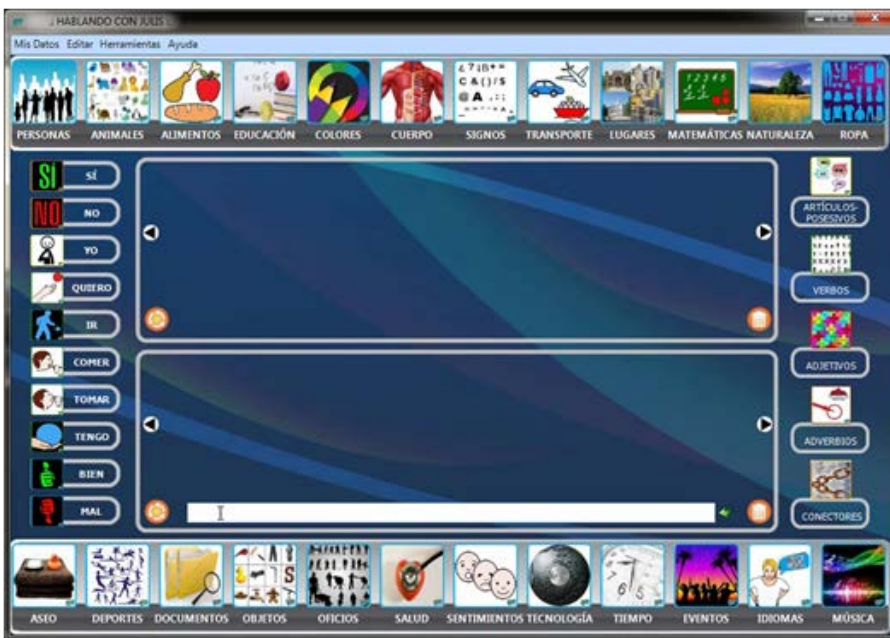 HABLANDO CON JULIS
Mis Datos Editar Herramientas Ayuda
PERSONAS ANIMALES ALIMENTOS EDUCACIÓN COLORES CUERPO SIGNOS TRANSPORTE LUGARES MATEMÁTICAS NATURALEZA ROPA
SÍ SÍ
NO NO
YO
QUIERO
IR
COMER
TOMAR
TENGO
BIEN
MAL
ARTÍCULOS-
POSESIVOS
VERBOS
ADJETIVOS
ADVERBIOS
CONECTORES
ASEO DEPORTES DOCUMENTOS OBJETOS OFICIOS SALUD SENTIMIENTOS TECNOLOGÍA TIEMPO EVENTOS IDIOMAS MÚSICA